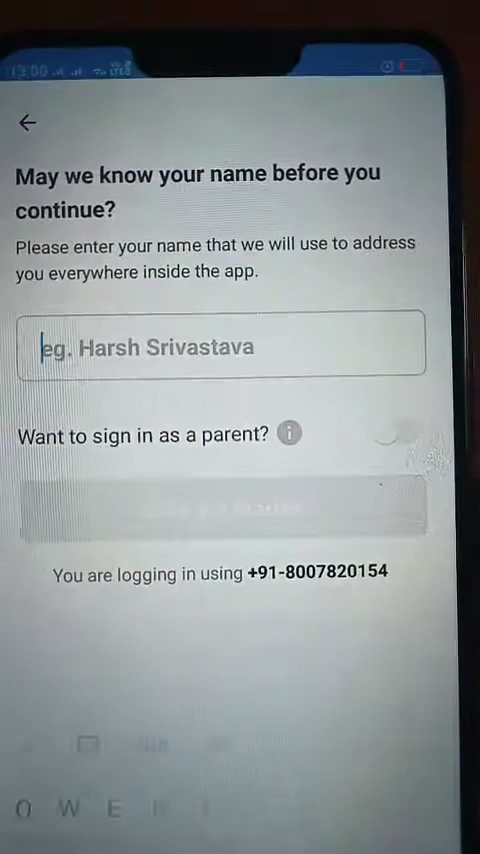 13:00
May we know your name before you
continue?
Please enter your name that we will use to address
you everywhere inside the app.
eg. Harsh Srivastava
Want to sign in as a parent?
You are logging in using +91-8007820154
W E